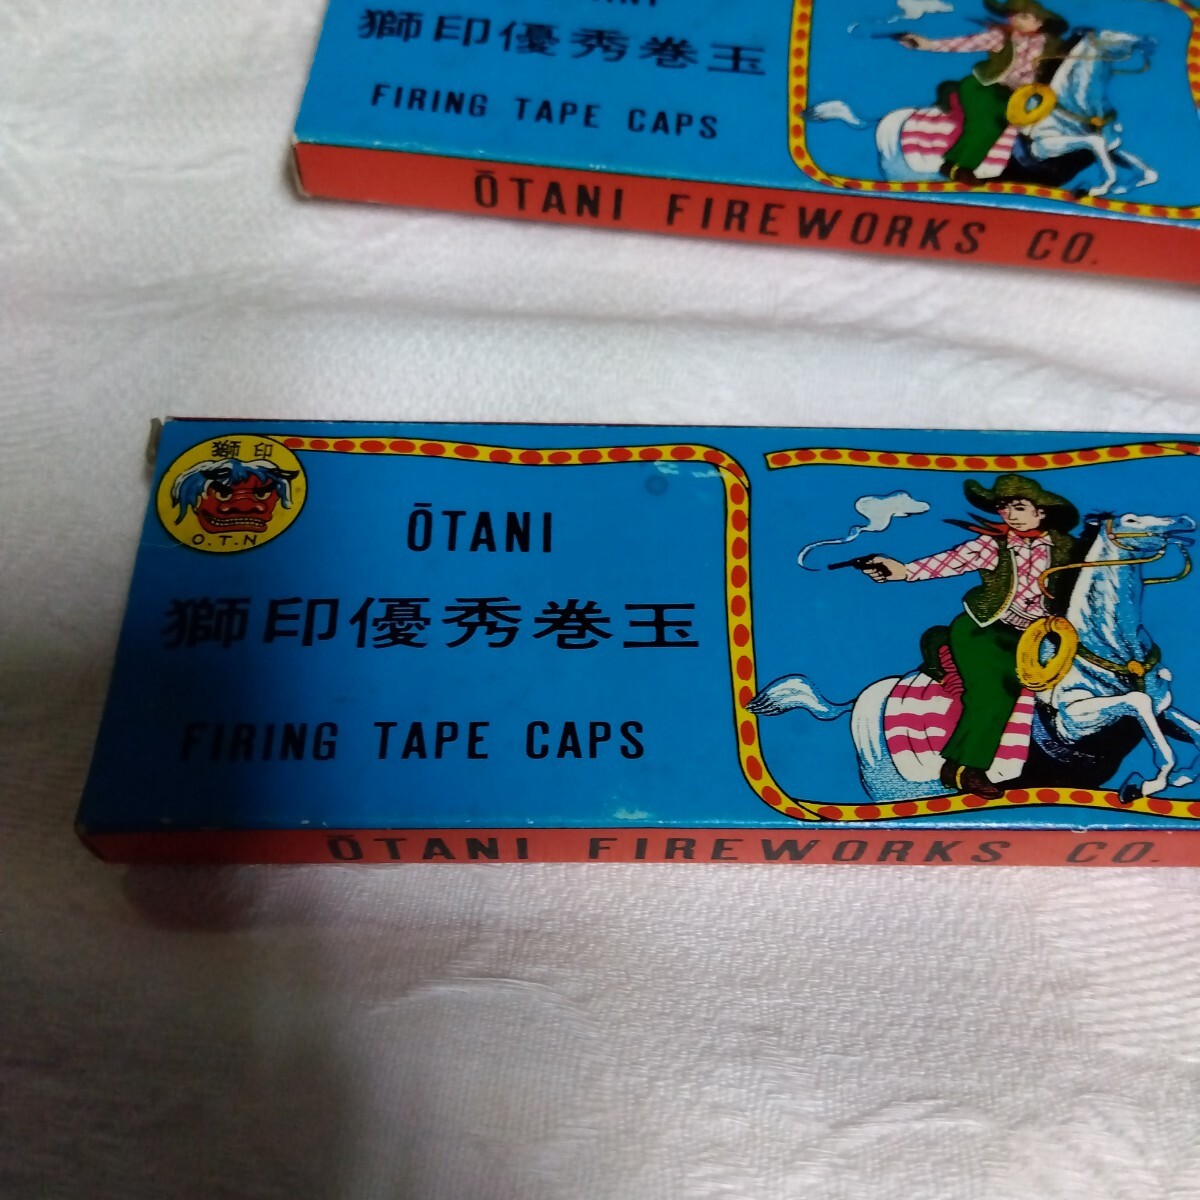 獅印優秀巻玉
FIRING TAPE CAPS
ŌTANI FIREWORKS CO.
獅印
O.T.N
ŌTANI
獅印優秀巻玉
FIRING TAPE CAPS
ŌTANI FIREWORKS CO.